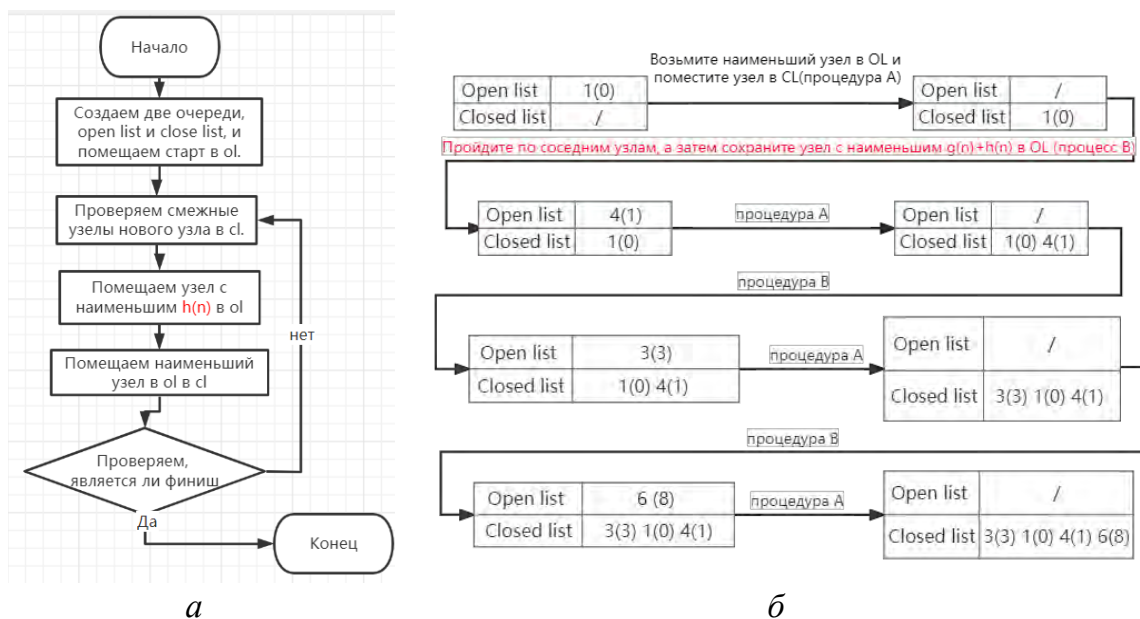 Начало
Создаем две очереди,
open list и close list, и
помещаем старт в ol.
Проверяем смежные
узелы нового узла в cl.
Помещаем узел с
наименьшим h(n) в ol
нет
Помещаем наименьший
узел в ol в cl
Проверяем,
является ли финиш
Да
Конец
а
Возьмите наименьший узел в OL и
поместите узел в CL(процедура A)
Open list 1(0)
Closed list /
Open list /
Closed list 1(0)
Пройдите по соседним узлам, а затем сохраните узел с наименьшим g(n)+h(n) в OL (процесс B)
Open list 4(1)
Closed list 1(0)
процедура A
Open list /
Closed list 1(0) 4(1)
процедура B
Open list 3(3)
Closed list 1(0) 4(1)
процедура A
Open list /
Closed list 3(3) 1(0) 4(1)
процедура B
Open list 6 (8)
Closed list 3(3) 1(0) 4(1)
процедура A
Open list /
Closed list 3(3) 1(0) 4(1) 6(8)
б